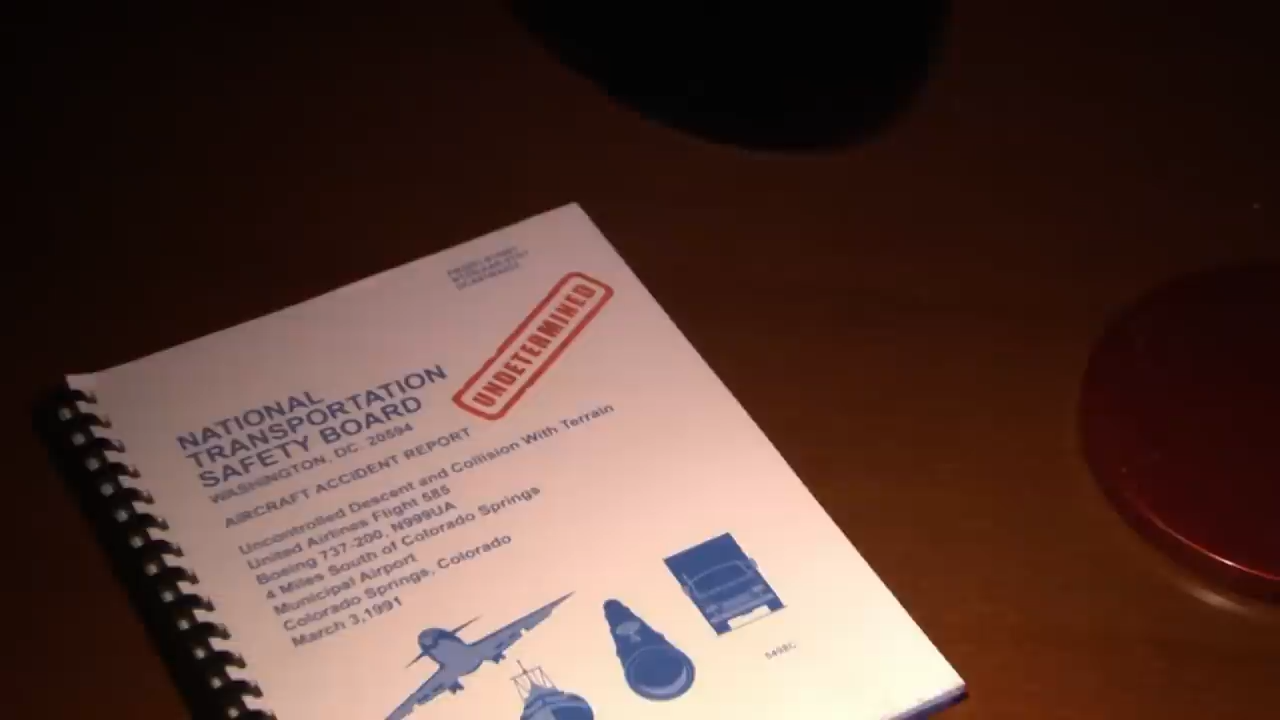 UNDETERMINED
NATIONAL
TRANSPORTATION
SAFETY BOARD
WASHINGTON, DC. 20594
AIRCRAFT ACCIDENT REPORT
Uncontrolled Descent and Collision With Terrain
United Airlines Flight 585
Boeing 737-200, N999UA
4 Miles South of Colorado Springs
Municipal Airport
Colorado Springs, Colorado
March 3,1991